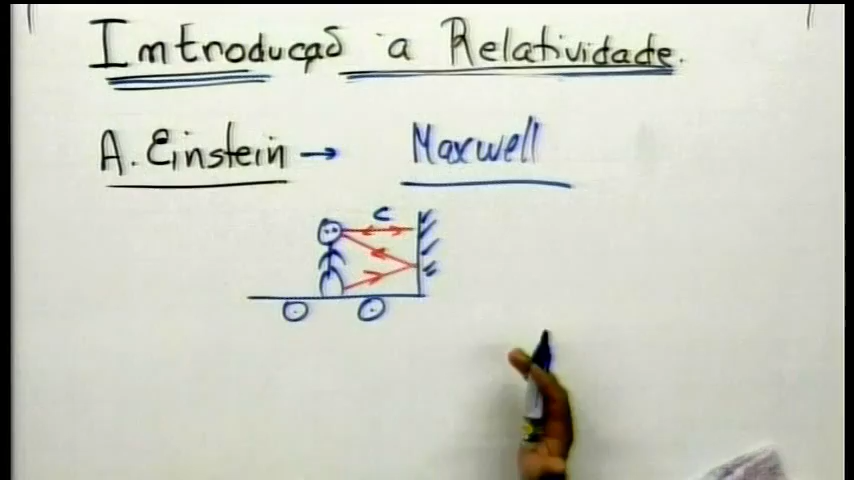 Introdução a Relatividade.
A. Einstein → Maxwell
c